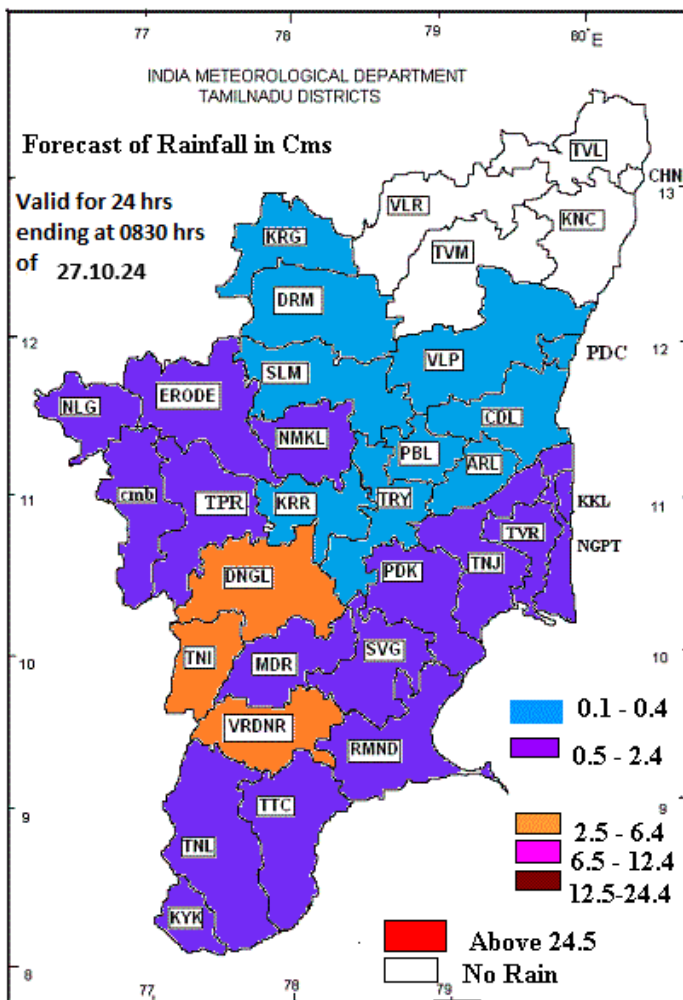 77 78 79 80° E
INDIA METEOROLOGICAL DEPARTMENT
TAMILNADU DISTRICTS
Forecast of Rainfall in Cms
TVL
CHN
Valid for 24 hrs
ending at 0830 hrs
of 27.10.24
13
VLR
KNC
KRG
TVM
DRM
12
12
VLP
PDC
SLM
ERODE
NLG
CDL
NMKL
PBL
ARL
11
cmb
TPR
KRR
TRY
11
KKL
TVR
NGPT
DNGL
PDK
TNJ
10
TNI
MDR
SVG
10
0.1 - 0.4
VRDNR
RMND
0.5 - 2.4
9
TTC
9
2.5 - 6.4
TNL
6.5 - 12.4
12.5-24.4
KYK
Above 24.5
8
No Rain
77 78 79